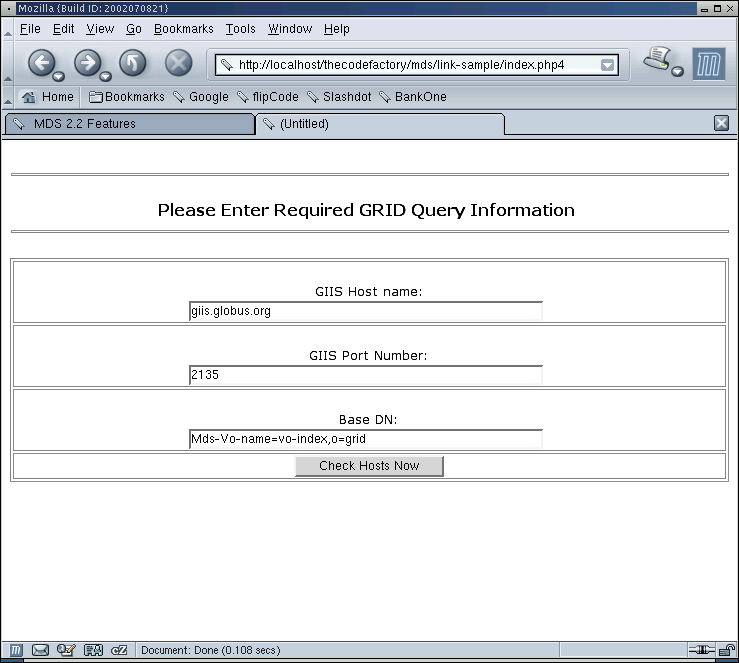 Mozilla {Build ID: 2002070821}
File Edit View Go Bookmarks Tools Window Help
http://localhost/thecodefactory/mds/link-sample/index.php4
Home Bookmarks Google flipCode Slashdot BankOne
MDS 2.2 Features (Untitled)
Please Enter Required GRID Query Information
GIIS Host name:
giis.globus.org
GIIS Port Number:
2135
Base DN:
Mds-Vo-name=vo-index,o=grid
Check Hosts Now
Document: Done (0.108 secs)